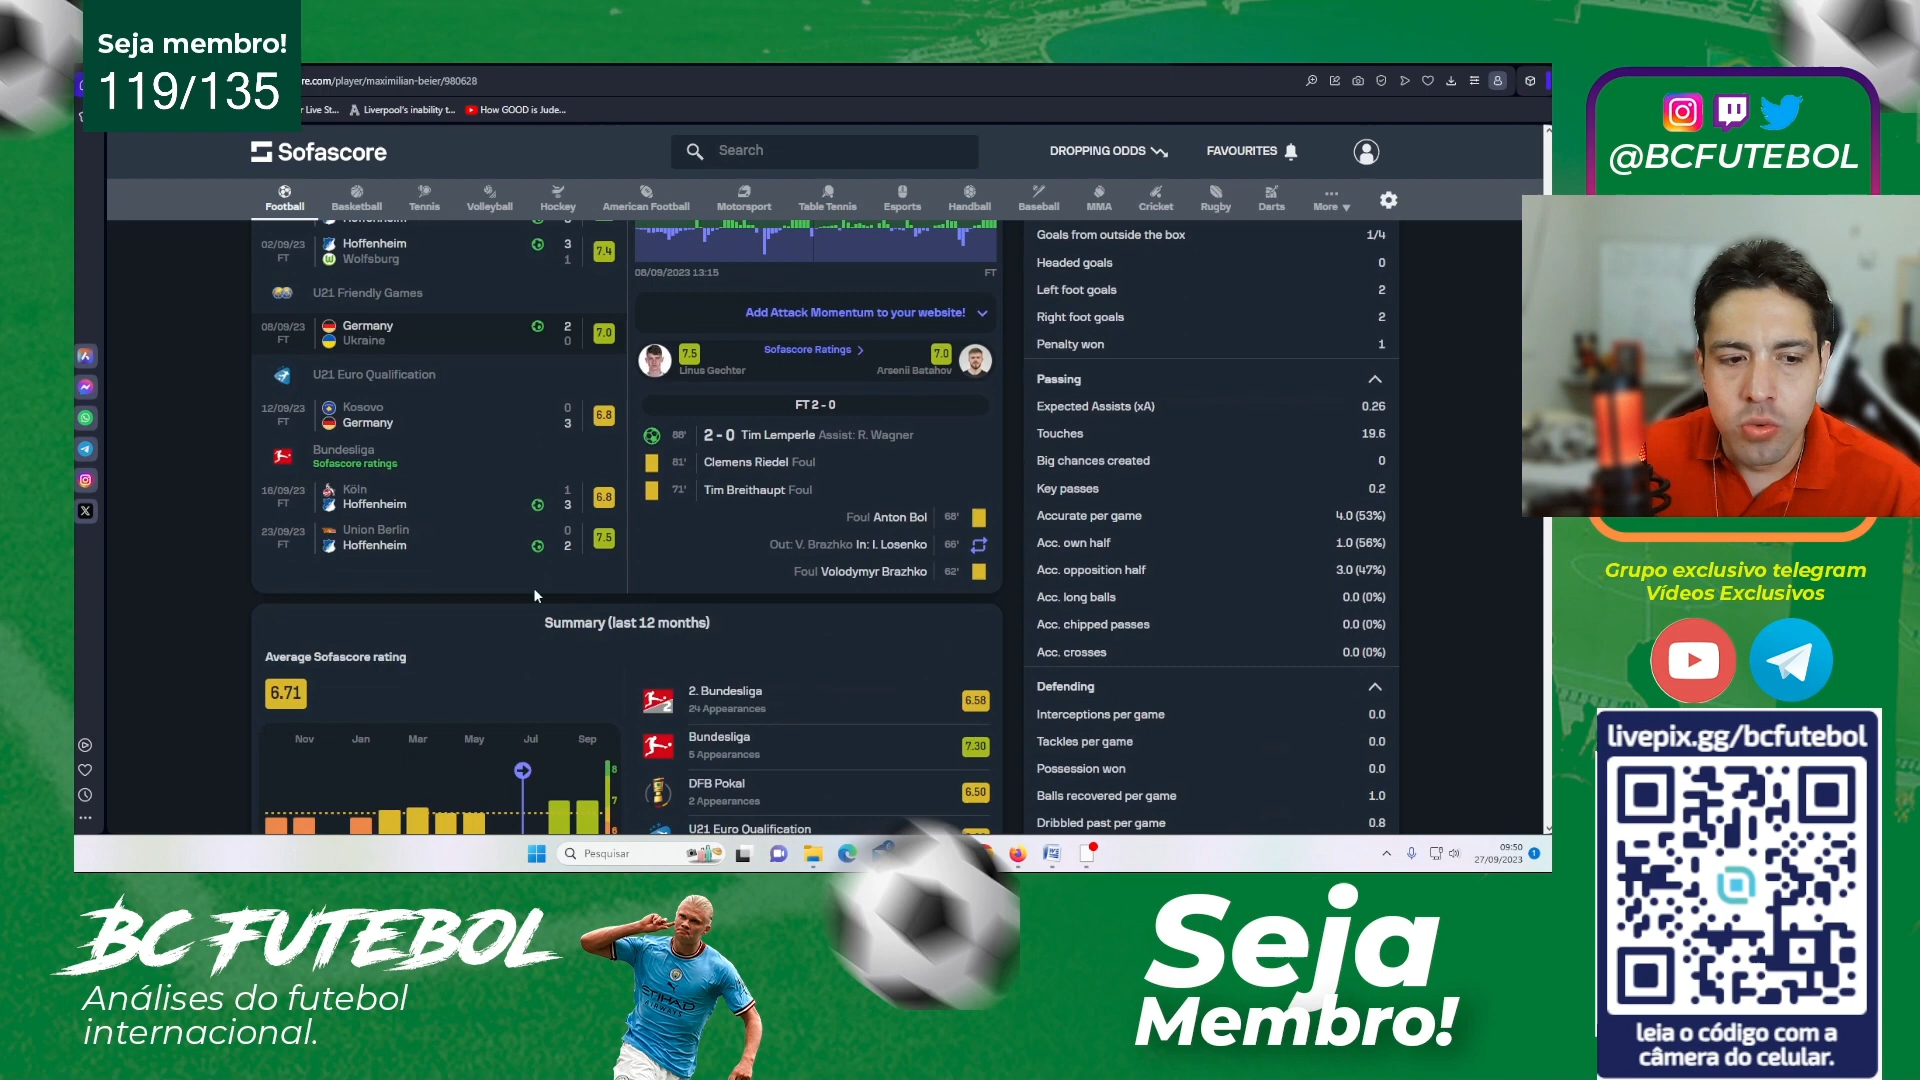 Seja membro!
119/135
re.com/player/maximilian-beier/980628
r Live St...
Liverpool's inability t...
How GOOD is Jude...
Sofascore
Search
DROPPING ODDS
FAVOURITES
Football
Basketball
Tennis
Volleyball
Hockey
American Football
Motorsport
Table Tennis
Esports
Handball
Baseball
MMA
Cricket
Rugby
Darts
More
02/09/23
FT
Hoffenheim
Wolfsburg
3
1
7.4
U21 Friendly Games
08/09/23
FT
Germany
Ukraine
2
0
7.0
U21 Euro Qualification
12/09/23
FT
Kosovo
Germany
0
3
6.8
Bundesliga
Sofascore ratings
16/09/23
FT
Köln
Hoffenheim
1
3
6.8
23/09/23
FT
Union Berlin
Hoffenheim
0
2
7.5
08/09/2023 13:15
FT
Add Attack Momentum to your website!
7.5
Linus Gechter
Sofascore Ratings
7.0
Arsenii Batahov
FT 2 - 0
88' 2 - 0 Tim Lemperle Assist: R. Wagner
81' Clemens Riedel Foul
71' Tim Breithaupt Foul
Foul Anton Bol 68'
Out: V. Brazhko In: I. Losenko 66'
Foul Volodymyr Brazhko 62'
Summary (last 12 months)
Average Sofascore rating
6.71
Nov
Jan
Mar
May
Jul
Sep
8
7
6
2. Bundesliga
24 Appearances
6.58
Bundesliga
5 Appearances
7.30
DFB Pokal
2 Appearances
6.50
U21 Euro Qualification
Goals from outside the box 1/4
Headed goals 0
Left foot goals 2
Right foot goals 2
Penalty won 1
Passing
Expected Assists (xA) 0.26
Touches 19.6
Big chances created 0
Key passes 0.2
Accurate per game 4.0 (53%)
Acc. own half 1.0 (56%)
Acc. opposition half 3.0 (47%)
Acc. long balls 0.0 (0%)
Acc. chipped passes 0.0 (0%)
Acc. crosses 0.0 (0%)
Defending
Interceptions per game 0.0
Tackles per game 0.0
Possession won 0.0
Balls recovered per game 1.0
Dribbled past per game 0.8
Pesquisar
09:50
27/09/2023
1
@BCFUTEBOL
Grupo exclusivo telegram
Vídeos Exclusivos
livepix.gg/bcfutebol
leia o código com a
câmera do celular.
BC FUTEBOL
Análises do futebol
internacional.
ETIHAD
AIRWAYS
Seja
Membro!